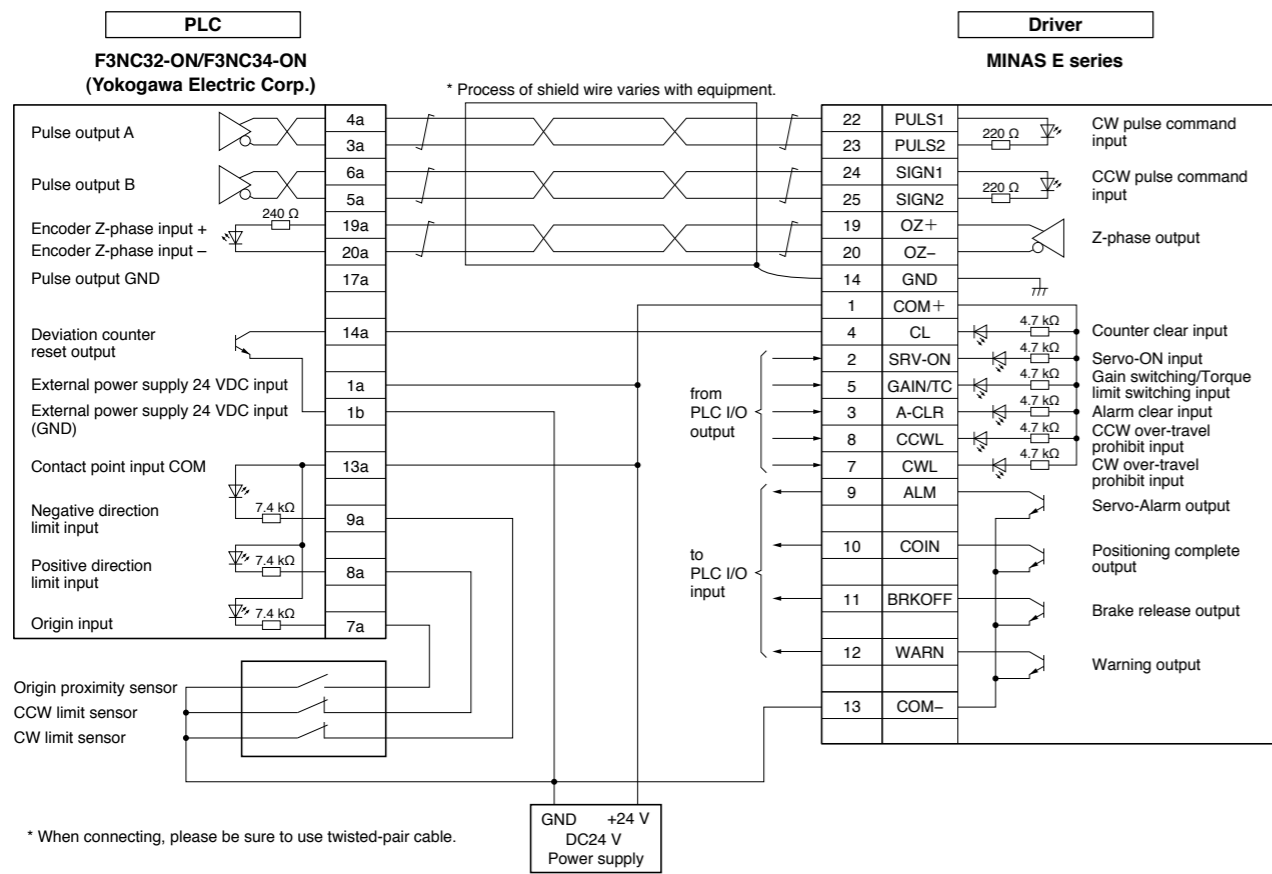 PLC
Driver
F3NC32-ON/F3NC34-ON
(Yokogawa Electric Corp.)
MINAS E series
* Process of shield wire varies with equipment.
Pulse output A
4a
3a
22 PULS1
23 PULS2
220 Ω
CW pulse command
input
Pulse output B
6a
5a
24 SIGN1
25 SIGN2
220 Ω
CCW pulse command
input
240 Ω
Encoder Z-phase input +
19a
Encoder Z-phase input –
20a
19 OZ+
20 OZ–
Z-phase output
Pulse output GND
17a
14 GND
1 COM+
Deviation counter
reset output
14a
4 CL
4.7 kΩ
Counter clear input
2 SRV-ON
4.7 kΩ
Servo-ON input
External power supply 24 VDC input
1a
5 GAIN/TC
4.7 kΩ
Gain switching/Torque
limit switching input
External power supply 24 VDC input
(GND)
1b
from
PLC I/O
output
3 A-CLR
4.7 kΩ
Alarm clear input
8 CCWL
4.7 kΩ
CCW over-travel
prohibit input
Contact point input COM
13a
7 CWL
4.7 kΩ
CW over-travel
prohibit input
Negative direction
limit input
7.4 kΩ
9a
9 ALM
Servo-Alarm output
Positive direction
limit input
7.4 kΩ
8a
to
PLC I/O
input
10 COIN
Positioning complete
output
Origin input
7.4 kΩ
7a
11 BRKOFF
Brake release output
12 WARN
Warning output
Origin proximity sensor
CCW limit sensor
CW limit sensor
13 COM–
GND +24 V
DC24 V
Power supply
* When connecting, please be sure to use twisted-pair cable.